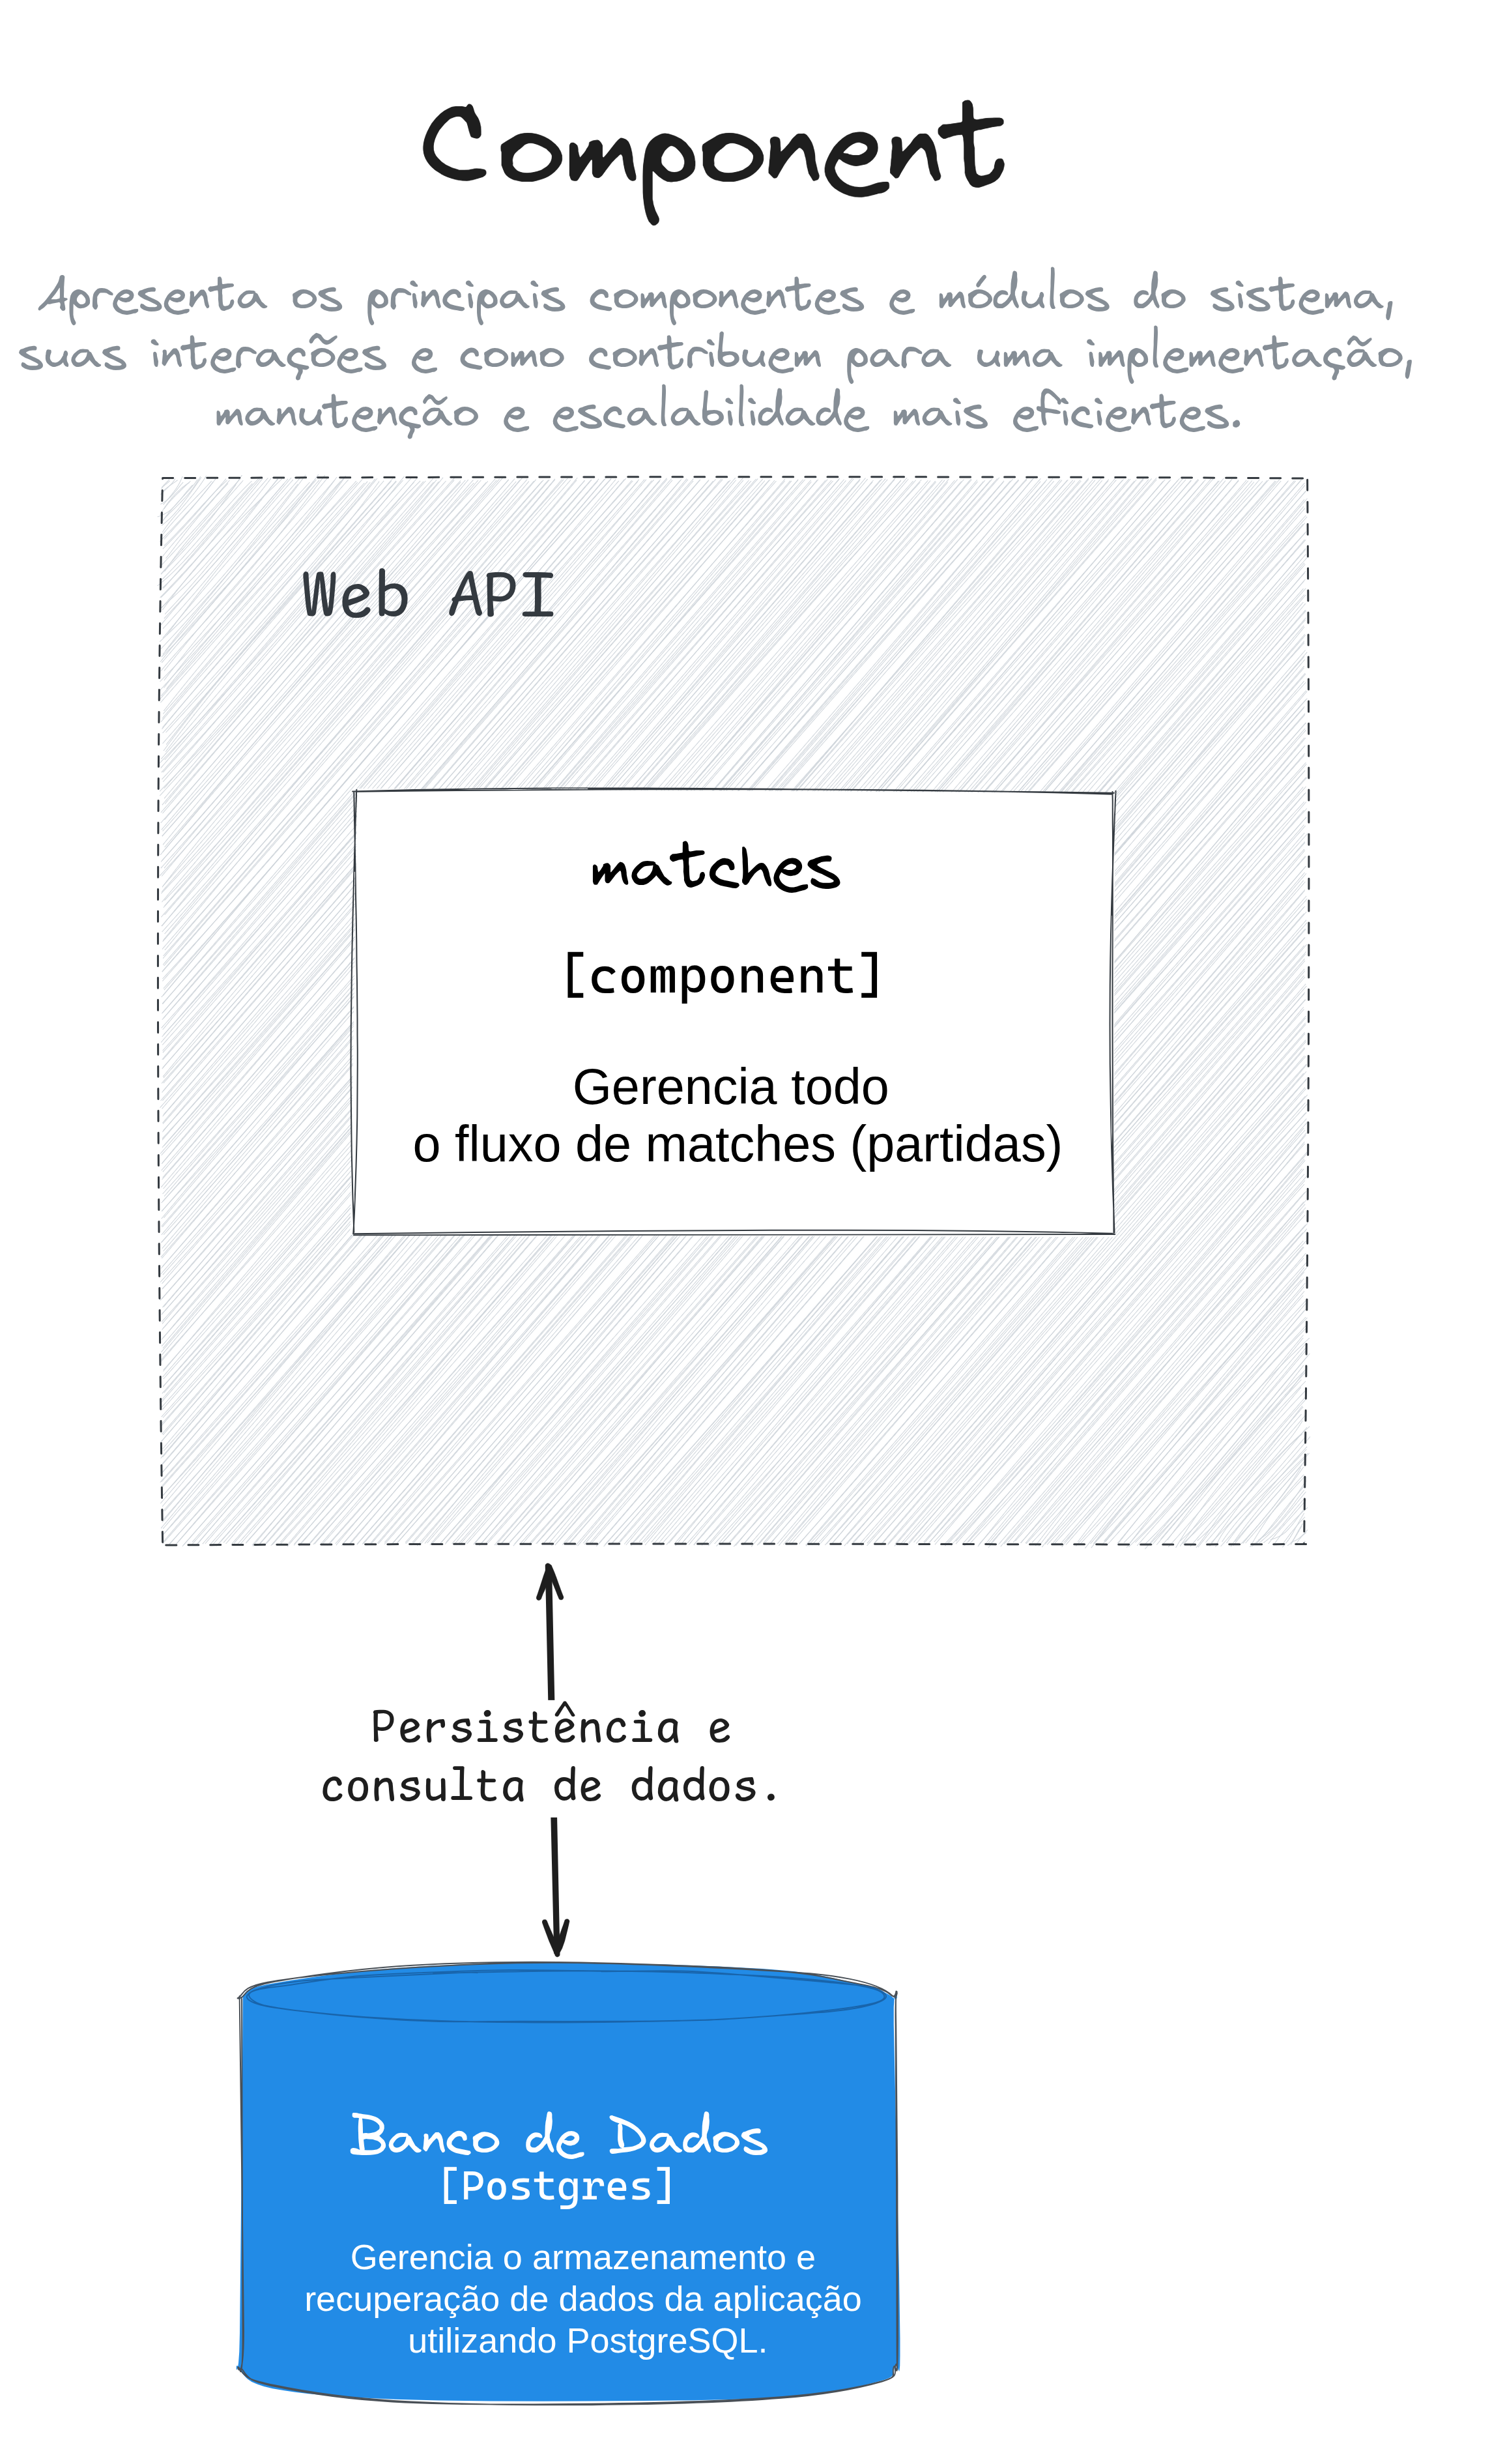 Component
Apresenta os principais componentes e módulos do sistema,
suas interações e como contribuem para uma implementação,
manutenção e escalabilidade mais eficientes.
Web API
matches
[component]
Gerencia todo
o fluxo de matches (partidas)
Persistência e
consulta de dados.
Banco de Dados
[Postgres]
Gerencia o armazenamento e
recuperação de dados da aplicação
utilizando PostgreSQL.